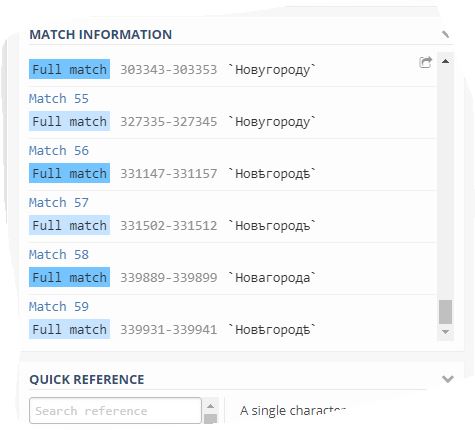 MATCH INFORMATION
Full match 303343-303353 `Новугороду`
Match 55
Full match 327335-327345 `Новугороду`
Match 56
Full match 331147-331157 `Новѣгородѣ`
Match 57
Full match 331502-331512 `Новъгородъ`
Match 58
Full match 339889-339899 `Новагорода`
Match 59
Full match 339931-339941 `Новѣгородѣ`
QUICK REFERENCE
Search reference
A single character